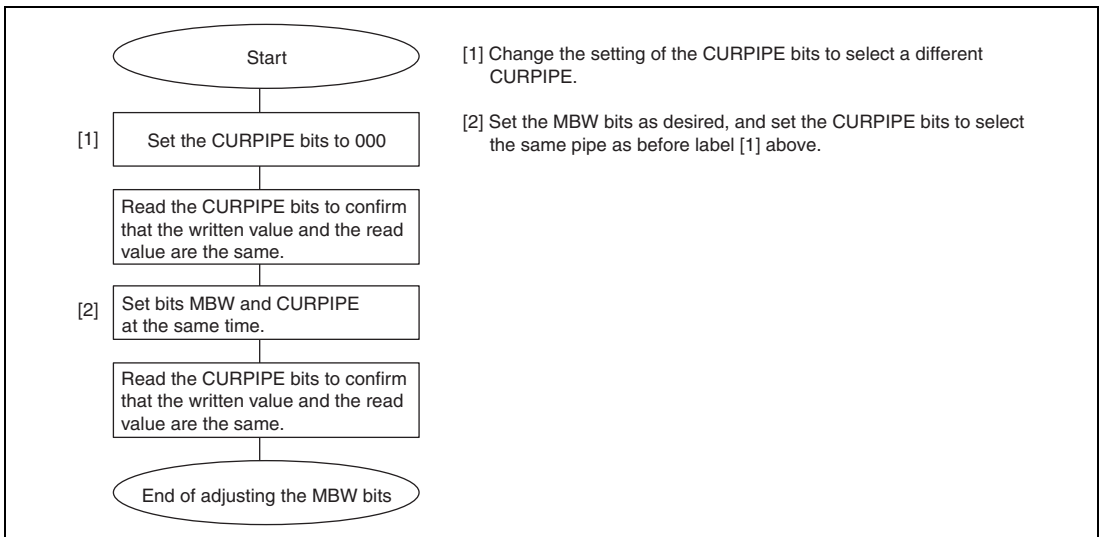 Start
[1] Set the CURPIPE bits to 000
Read the CURPIPE bits to confirm
that the written value and the read
value are the same.
[2] Set bits MBW and CURPIPE
at the same time.
Read the CURPIPE bits to confirm
that the written value and the read
value are the same.
End of adjusting the MBW bits
[1] Change the setting of the CURPIPE bits to select a different
CURPIPE.
[2] Set the MBW bits as desired, and set the CURPIPE bits to select
the same pipe as before label [1] above.